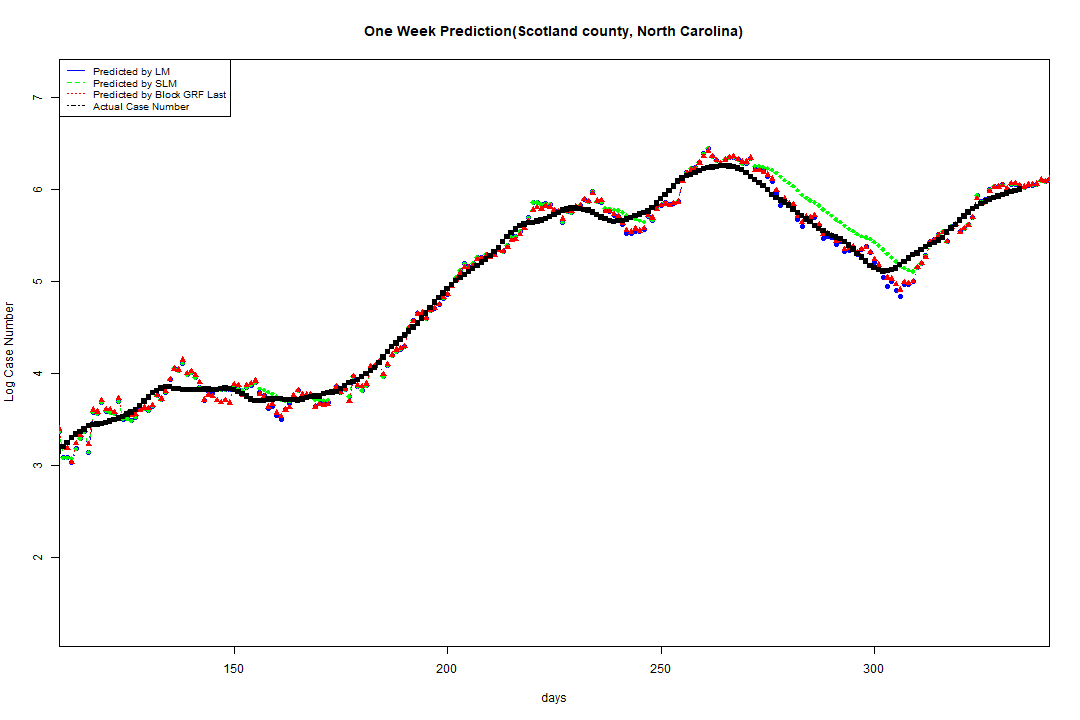 One Week Prediction(Scotland county, North Carolina)
Predicted by LM
Predicted by SLM
Predicted by Block GRF Last
Actual Case Number
7
6
5
4
3
2
Log Case Number
150 200 250 300
days